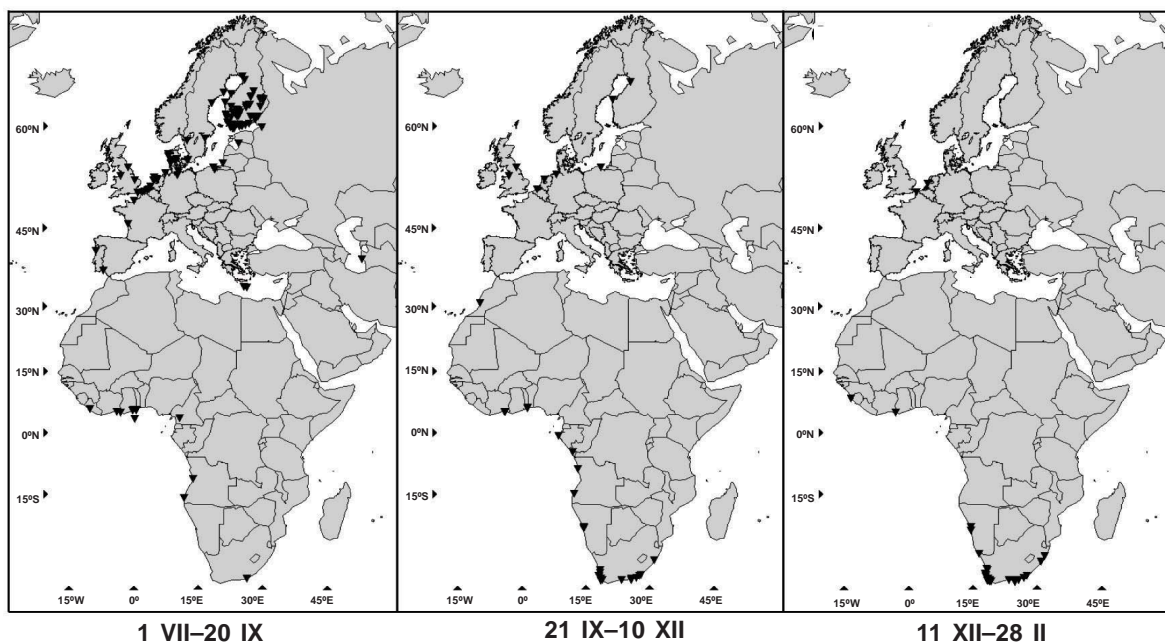 60ºN
45ºN
30ºN
15ºN
0ºN
15ºS
15ºW 0º 15ºE 30ºE 45ºE
1 VII–20 IX
60ºN
45ºN
30ºN
15ºN
0ºN
15ºS
15ºW 0º 15ºE 30ºE 45ºE
21 IX–10 XII
60ºN
45ºN
30ºN
15ºN
0ºN
15ºS
15ºW 0º 15ºE 30ºE 45ºE
11 XII–28 II